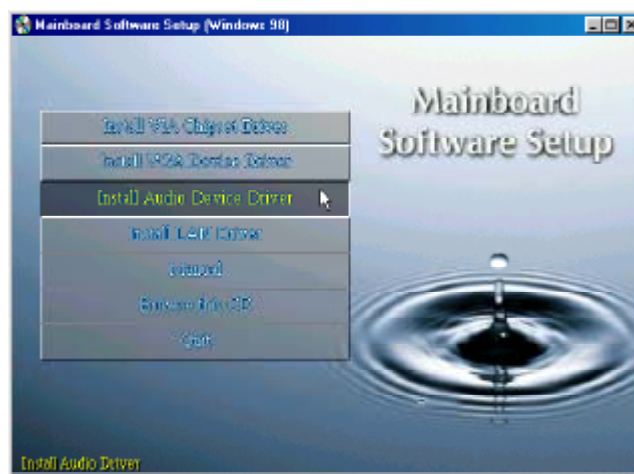 Mainboard Software Setup (Windows 98)
Mainboard
Software Setup
Install VIA Chipset Driver
Install VGA Device Driver
Install Audio Device Driver
Install LAN Driver
Manual
Browse this CD
Quit
Install Audio Driver